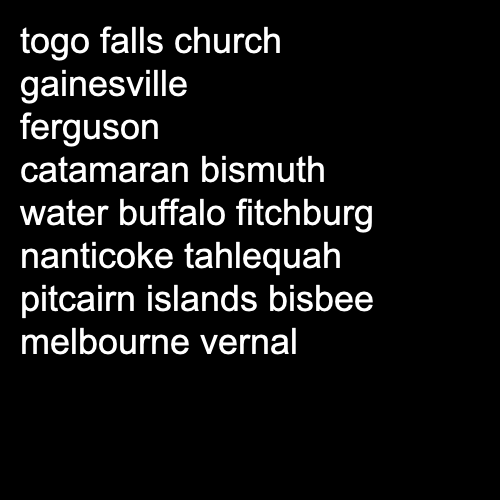 togo falls church
gainesville
ferguson
catamaran bismuth
water buffalo fitchburg
nanticoke tahlequah
pitcairn islands bisbee
melbourne vernal